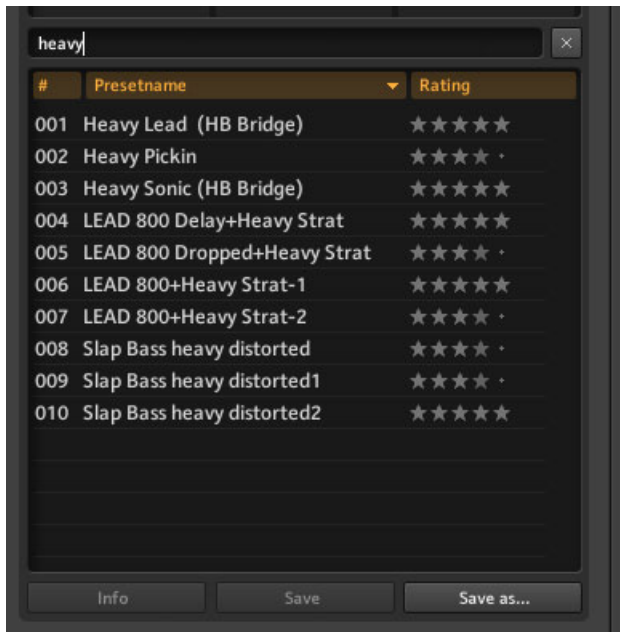 heavy
# Presetname Rating
001 Heavy Lead (HB Bridge)
002 Heavy Pickin
003 Heavy Sonic (HB Bridge)
004 LEAD 800 Delay+Heavy Strat
005 LEAD 800 Dropped+Heavy Strat
006 LEAD 800+Heavy Strat-1
007 LEAD 800+Heavy Strat-2
008 Slap Bass heavy distorted
009 Slap Bass heavy distorted1
010 Slap Bass heavy distorted2
Info Save Save as...